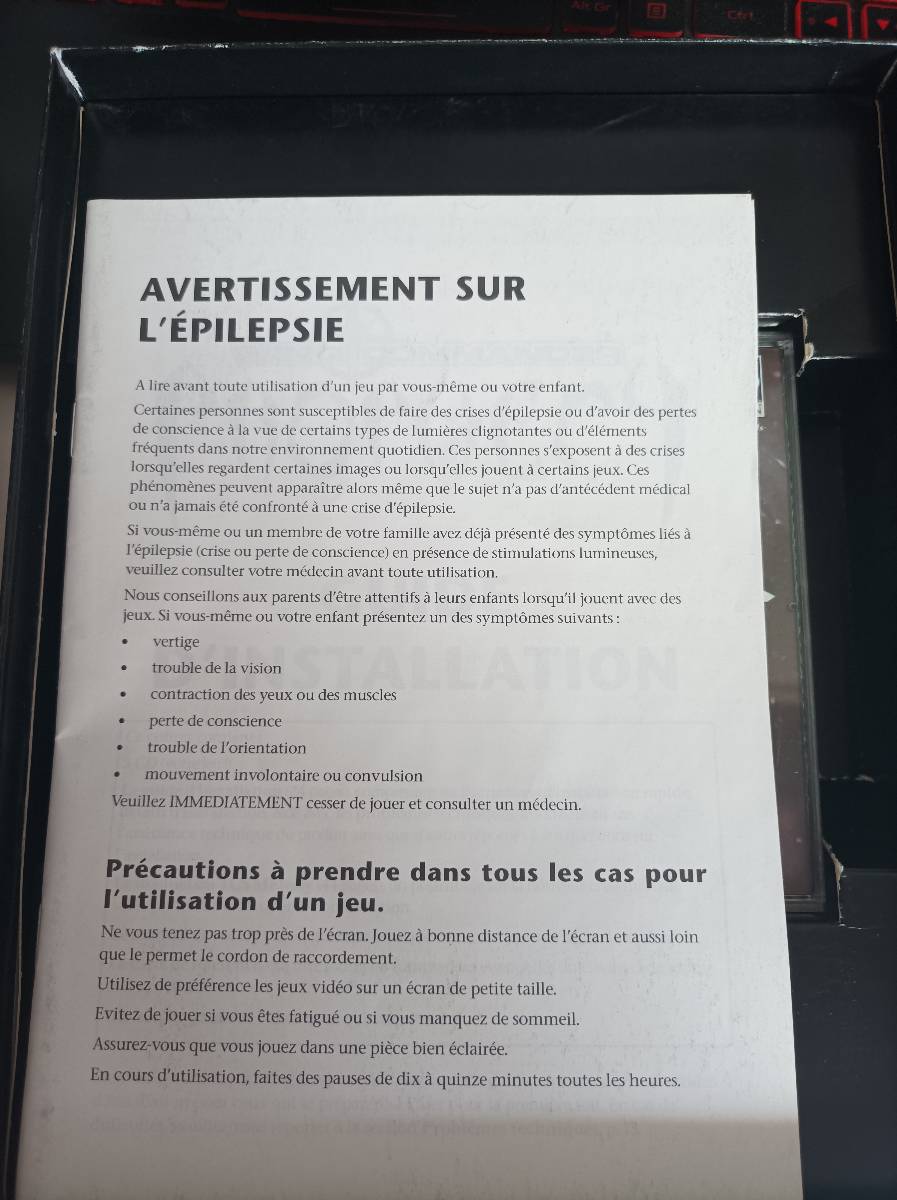 Alt Gr
Ctrl
AVERTISSEMENT SUR
L'ÉPILEPSIE
A lire avant toute utilisation d'un jeu par vous-même ou votre enfant.
Certaines personnes sont susceptibles de faire des crises d'épilepsie ou d'avoir des pertes
de conscience à la vue de certains types de lumières clignotantes ou d'éléments
fréquents dans notre environnement quotidien. Ces personnes s'exposent à des crises
lorsqu'elles regardent certaines images ou lorsqu'elles jouent à certains jeux. Ces
phénomènes peuvent apparaître alors même que le sujet n'a pas d'antécédent médical
ou n'a jamais été confronté à une crise d'épilepsie.
Si vous-même ou un membre de votre famille avez déjà présenté des symptômes liés à
l'épilepsie (crise ou perte de conscience) en présence de stimulations lumineuses,
veuillez consulter votre médecin avant toute utilisation.
Nous conseillons aux parents d'être attentifs à leurs enfants lorsqu'il jouent avec des
jeux. Si vous-même ou votre enfant présentez un des symptômes suivants :
• vertige
• trouble de la vision
• contraction des yeux ou des muscles
• perte de conscience
• trouble de l'orientation
• mouvement involontaire ou convulsion
Veuillez IMMEDIATEMENT cesser de jouer et consulter un médecin.
Précautions à prendre dans tous les cas pour
l'utilisation d'un jeu.
Ne vous tenez pas trop près de l'écran. Jouez à bonne distance de l'écran et aussi loin
que le permet le cordon de raccordement.
Utilisez de préférence les jeux vidéo sur un écran de petite taille.
Evitez de jouer si vous êtes fatigué ou si vous manquez de sommeil.
Assurez-vous que vous jouez dans une pièce bien éclairée.
En cours d'utilisation, faites des pauses de dix à quinze minutes toutes les heures.